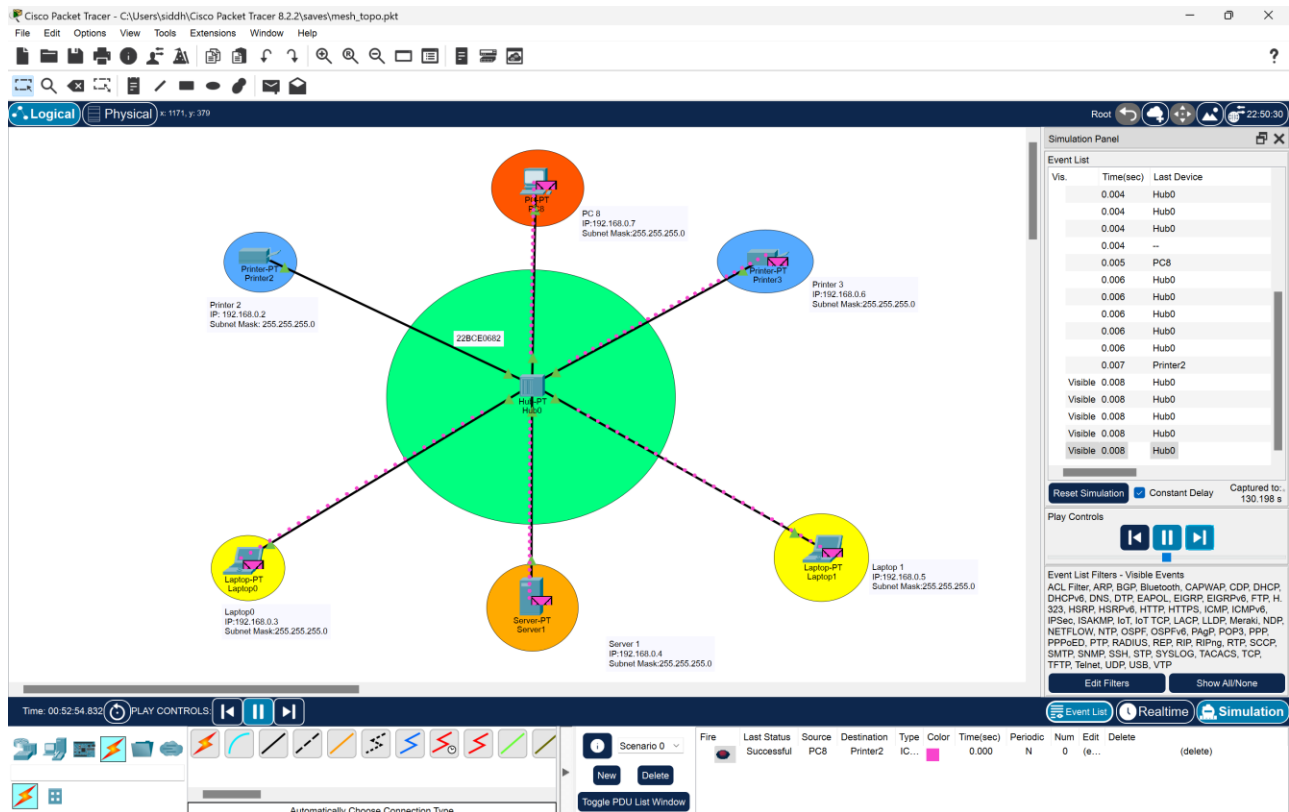 Cisco Packet Tracer - C:\Users\siddh\Cisco Packet Tracer 8.2.2\saves\mesh_topo.pkt
File Edit Options View Tools Extensions Window Help
Logical Physical x: 1171, y: 379 Root 22:50:30
Simulation Panel
Event List
Vis. Time(sec) Last Device
0.004 Hub0
0.004 Hub0
0.004 Hub0
0.004 --
0.005 PC8
0.006 Hub0
0.006 Hub0
0.006 Hub0
0.006 Hub0
0.006 Hub0
0.007 Printer2
Visible 0.008 Hub0
Visible 0.008 Hub0
Visible 0.008 Hub0
Visible 0.008 Hub0
Visible 0.008 Hub0
Reset Simulation Constant Delay Captured to:
130.198 s
Play Controls
Event List Filters - Visible Events
ACL Filter, ARP, BGP, Bluetooth, CAPWAP, CDP, DHCP,
DHCPv6, DNS, DTP, EAPOL, EIGRP, EIGRPv6, FTP, H.
323, HSRP, HSRPv6, HTTP, HTTPS, ICMP, ICMPv6,
IPSec, ISAKMP, IoT, IoT TCP, LACP, LLDP, Meraki, NDP,
NETFLOW, NTP, OSPF, OSPFv6, PAgP, POP3, PPP,
PPPoED, PTP, RADIUS, REP, RIP, RIPng, RTP, SCCP,
SMTP, SNMP, SSH, STP, SYSLOG, TACACS, TCP,
TFTP, Telnet, UDP, USB, VTP
Edit Filters Show All/None
PC8
PC 8
IP:192.168.0.7
Subnet Mask:255.255.255.0
Printer-PT
Printer2
Printer 2
IP: 192.168.0.2
Subnet Mask: 255.255.255.0
Printer-PT
Printer3
Printer 3
IP:192.168.0.6
Subnet Mask:255.255.255.0
22BCE0682
Hub-PT
Hub0
Laptop-PT
Laptop0
Laptop0
IP:192.168.0.3
Subnet Mask:255.255.255.0
Server-PT
Server1
Server 1
IP:192.168.0.4
Subnet Mask:255.255.255.0
Laptop-PT
Laptop1
Laptop 1
IP:192.168.0.5
Subnet Mask:255.255.255.0
Time: 00:52:54.832 PLAY CONTROLS: Event List Realtime Simulation
Scenario 0
New Delete
Toggle PDU List Window
Fire Last Status Source Destination Type Color Time(sec) Periodic Num Edit Delete
Successful PC8 Printer2 IC... 0.000 N 0 (e... (delete)
Automatically Choose Connection Type